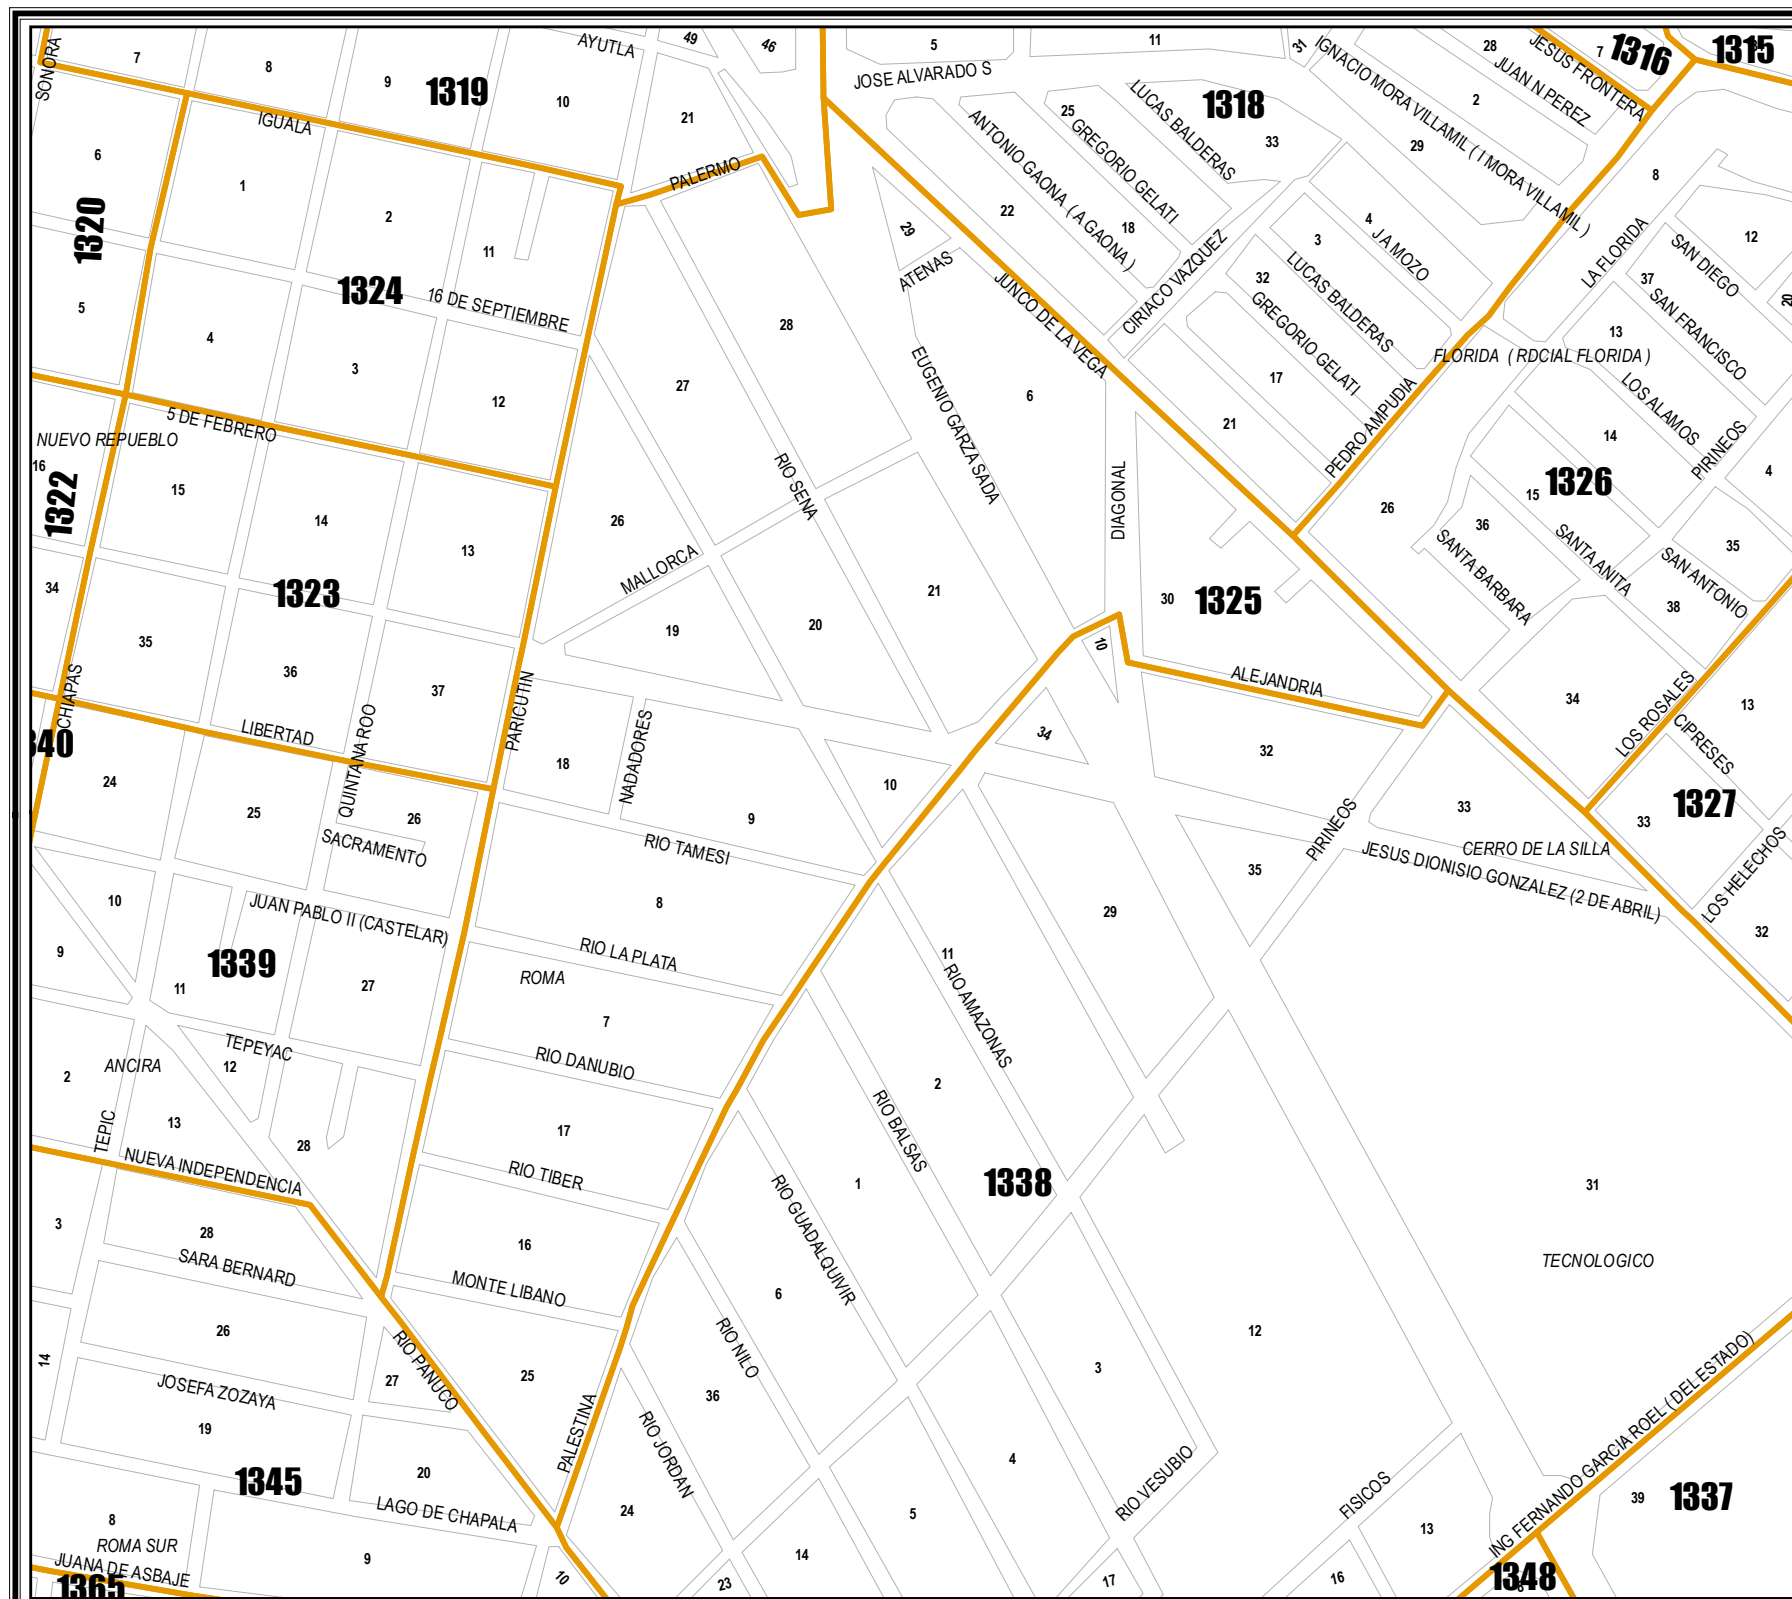 SONORA
7
8
9
1319
10
AYUTLA
49
46
5
11
31
IGNACIO MORA VILLAMIL ( I MORA VILLAMIL )
28
JUAN N PEREZ
JESUS FRONTERA
7
1316
1315
JOSE ALVARADO S
IGUALA
21
LUCAS BALDERAS
1318
33
25
GREGORIO GELATI
ANTONIO GAONA ( A GAONA )
2
29
6
1
PALERMO
8
1320
2
11
29
22
18
4
3
J A MOZO
LA FLORIDA
12
SAN DIEGO
37
SAN FRANCISCO
20
ATENAS
JUNCO DE LA VEGA
CIRIACO VAZQUEZ
32
LUCAS BALDERAS
GREGORIO GELATI
5
1324
16 DE SEPTIEMBRE
28
4
3
12
27
EUGENIO GARZA SADA
6
17
13
FLORIDA ( RDCIAL FLORIDA )
LOS ALAMOS
5 DE FEBRERO
NUEVO REPUEBLO
16
1322
15
14
13
26
RIO SENA
DIAGONAL
21
PEDRO AMPUDIA
14
PIRINEOS
4
1326
15
26
36
SANTA BARBARA
SANTA ANITA
35
SAN ANTONIO
38
MALLORCA
34
1323
19
20
21
30
1325
35
36
37
10
ALEJANDRIA
34
13
LOS ROSALES
CIPRESES
CHIAPAS
QUINTANA ROO
PARICUTIN
LIBERTAD
340
NADADORES
18
34
32
24
25
26
SACRAMENTO
9
10
RIO TAMESI
PIRINEOS
33
33
1327
CERRO DE LA SILLA
JESUS DIONISIO GONZALEZ (2 DE ABRIL)
LOS HELECHOS
35
10
JUAN PABLO II (CASTELAR)
8
29
32
9
1339
11
27
RIO LA PLATA
ROMA
11
RIO AMAZONAS
7
TEPEYAC
ANCIRA
12
2
RIO DANUBIO
2
RIO BALSAS
13
TEPIC
28
17
NUEVA INDEPENDENCIA
RIO TIBER
1
1338
31
RIO GUADALQUIVIR
3
28
SARA BERNARD
16
TECNOLOGICO
MONTE LIBANO
6
26
RIO PANUCO
RIO NILO
12
14
27
25
3
JOSEFA ZOZAYA
36
19
PALESTINA
RIO JORDAN
ING FERNANDO GARCIA ROEL ( DEL ESTADO)
1345
20
4
RIO VESUBIO
FISICOS
39
1337
LAGO DE CHAPALA
24
5
13
8
ROMA SUR
9
14
JUANA DE ASBAJE
1365
10
23
17
16
1348